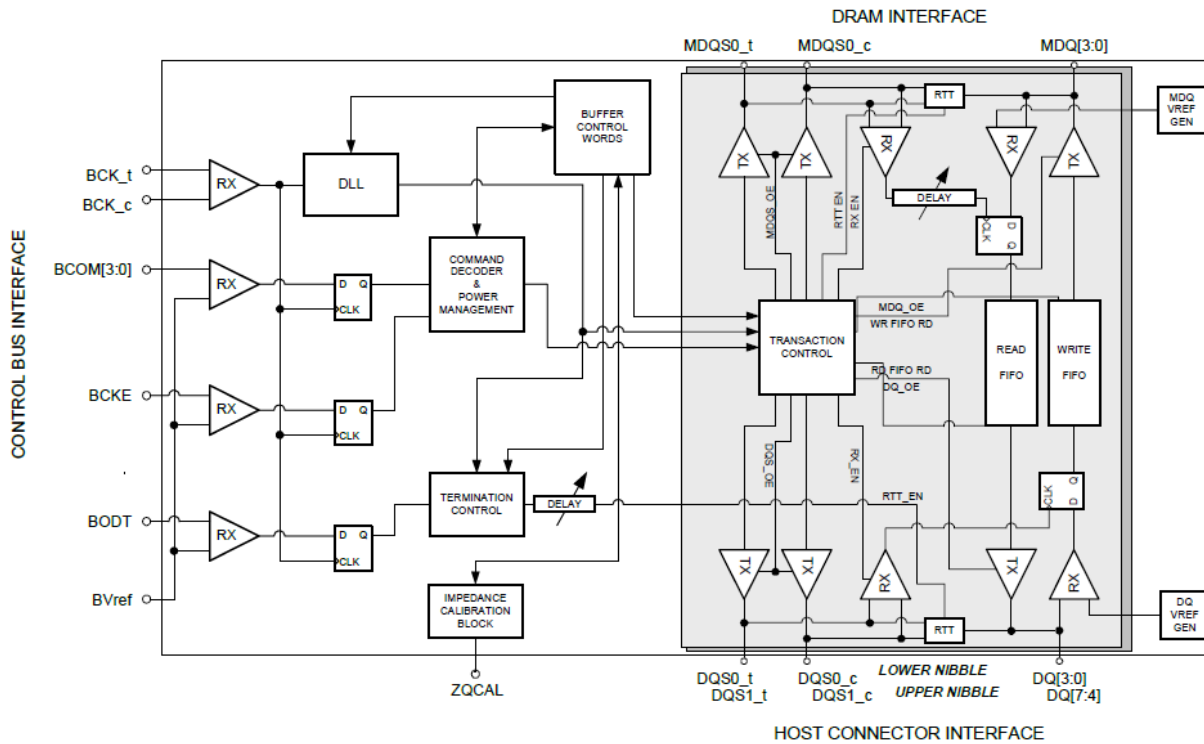 DRAM INTERFACE
MDQS0_t
MDQS0_c
MDQ[3:0]
CONTROL BUS INTERFACE
BCK_t
BCK_c
RX
DLL
BUFFER
CONTROL
WORDS
BCOM[3:0]
RX
D Q
CLK
COMMAND
DECODER
&
POWER
MANAGEMENT
BCKE
RX
D Q
CLK
BODT
RX
D Q
CLK
TERMINATION
CONTROL
DELAY
BVref
IMPEDANCE
CALIBRATION
BLOCK
ZQCAL
RTT
MDQ
VREF
GEN
TX
TX
RX
RX
TX
MDQS_OE
RTT EN
RX EN
DELAY
CLK
D
Q
TRANSACTION
CONTROL
MDQ_OE
WR FIFO RD
RD FIFO RD
DQ_OE
READ
FIFO
WRITE
FIFO
DQS_OE
RX_EN
RTT_EN
CLK
Q
D
TX
TX
RX
TX
RX
RTT
DQ
VREF
GEN
DQS0_t
DQS1_t
DQS0_c
DQS1_c
LOWER NIBBLE
UPPER NIBBLE
DQ[3:0]
DQ[7:4]
HOST CONNECTOR INTERFACE